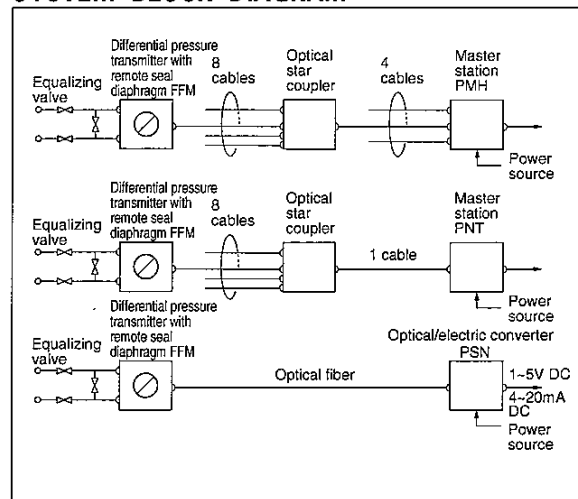 SYSTEM BLOCK DIAGRAM
Equalizing
valve
Differential pressure
transmitter with
remote seal
diaphragm FFM
8
cables
Optical
star
coupler
4
cables
Master
station
PMH
Power
source
Equalizing
valve
Differential pressure
transmitter with
remote seal
diaphragm FFM
8
cables
Optical
star
coupler
1 cable
Master
station
PNT
Power
source
Equalizing
valve
Differential pressure
transmitter with
remote seal
diaphragm FFM
Optical fiber
Optical/electric converter
PSN
1~5V DC
4~20mA
DC
Power
source